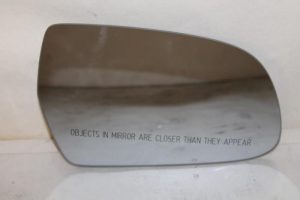 OBJECTS IN MIRROR ARE CLOSER THAN THEY APPEAR